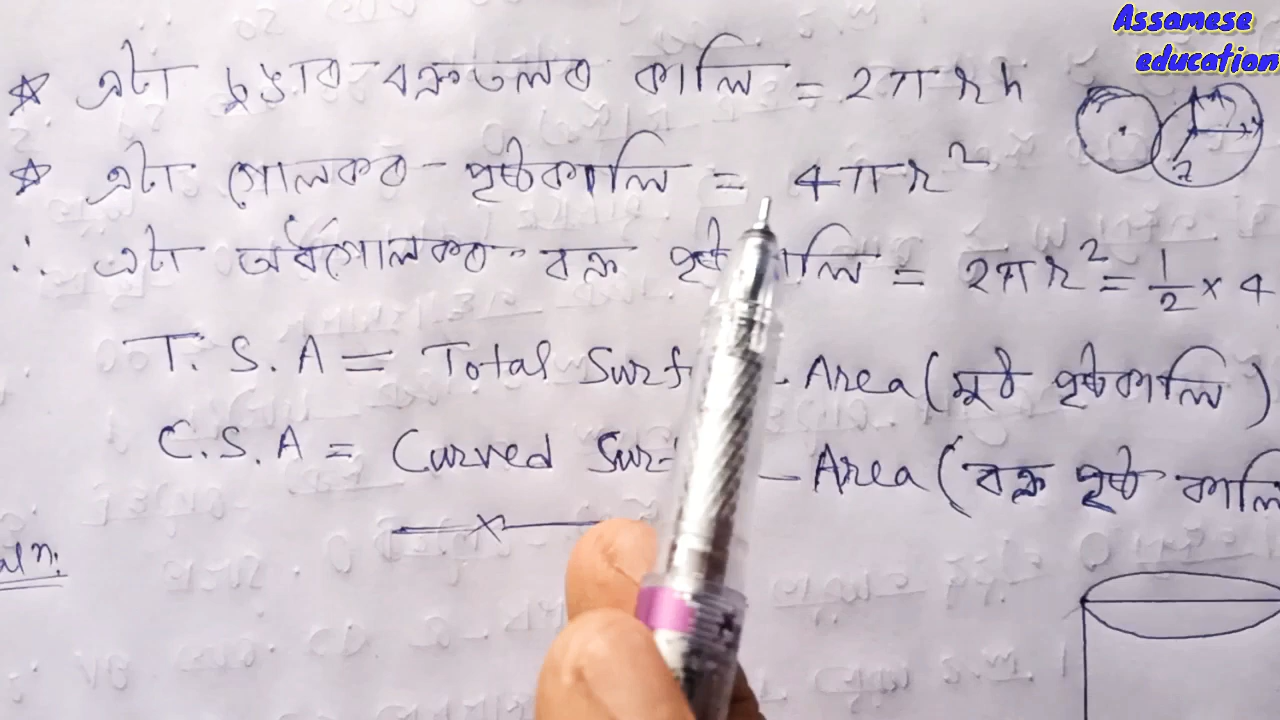 Assamese
education
☆ এটা চুঙাৰ বক্ৰতলৰ কালি = 2πrh
☆ এটা গোলকৰ পৃষ্ঠকালি = 4πr²
∴ এটা অৰ্ধগোলকৰ বক্ৰ পৃষ্ঠ কালি = 2πr² = 1/2 × 4
T.S.A = Total Surf - Area (মুঠ পৃষ্ঠকালি)
C.S.A = Curved Sur - Area (বক্ৰ পৃষ্ঠ কালি
r